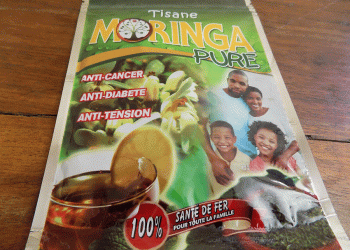 Tisane
MORINGA
PURE
ANTI-CANCER
ANTI-DIABETE
ANTI-TENSION
100%
SANTE DE FER
POUR TOUTE LA FAMILLE